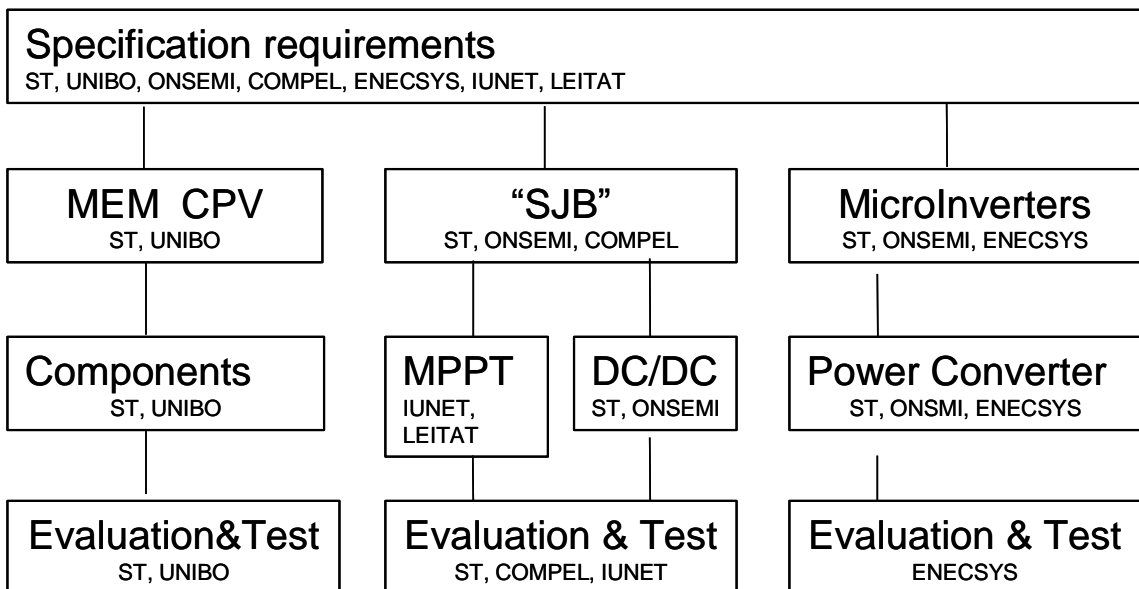 Specification requirements
ST, UNIBO, ONSEMI, COMPEL, ENECSYS, IUNET, LEITAT
MEM CPV
ST, UNIBO
“SJB”
ST, ONSEMI, COMPEL
MicroInverters
ST, ONSEMI, ENECSYS
Components
ST, UNIBO
MPPT
IUNET,
LEITAT
DC/DC
ST, ONSEMI
Power Converter
ST, ONSMI, ENECSYS
Evaluation&Test
ST, UNIBO
Evaluation & Test
ST, COMPEL, IUNET
Evaluation & Test
ENECSYS